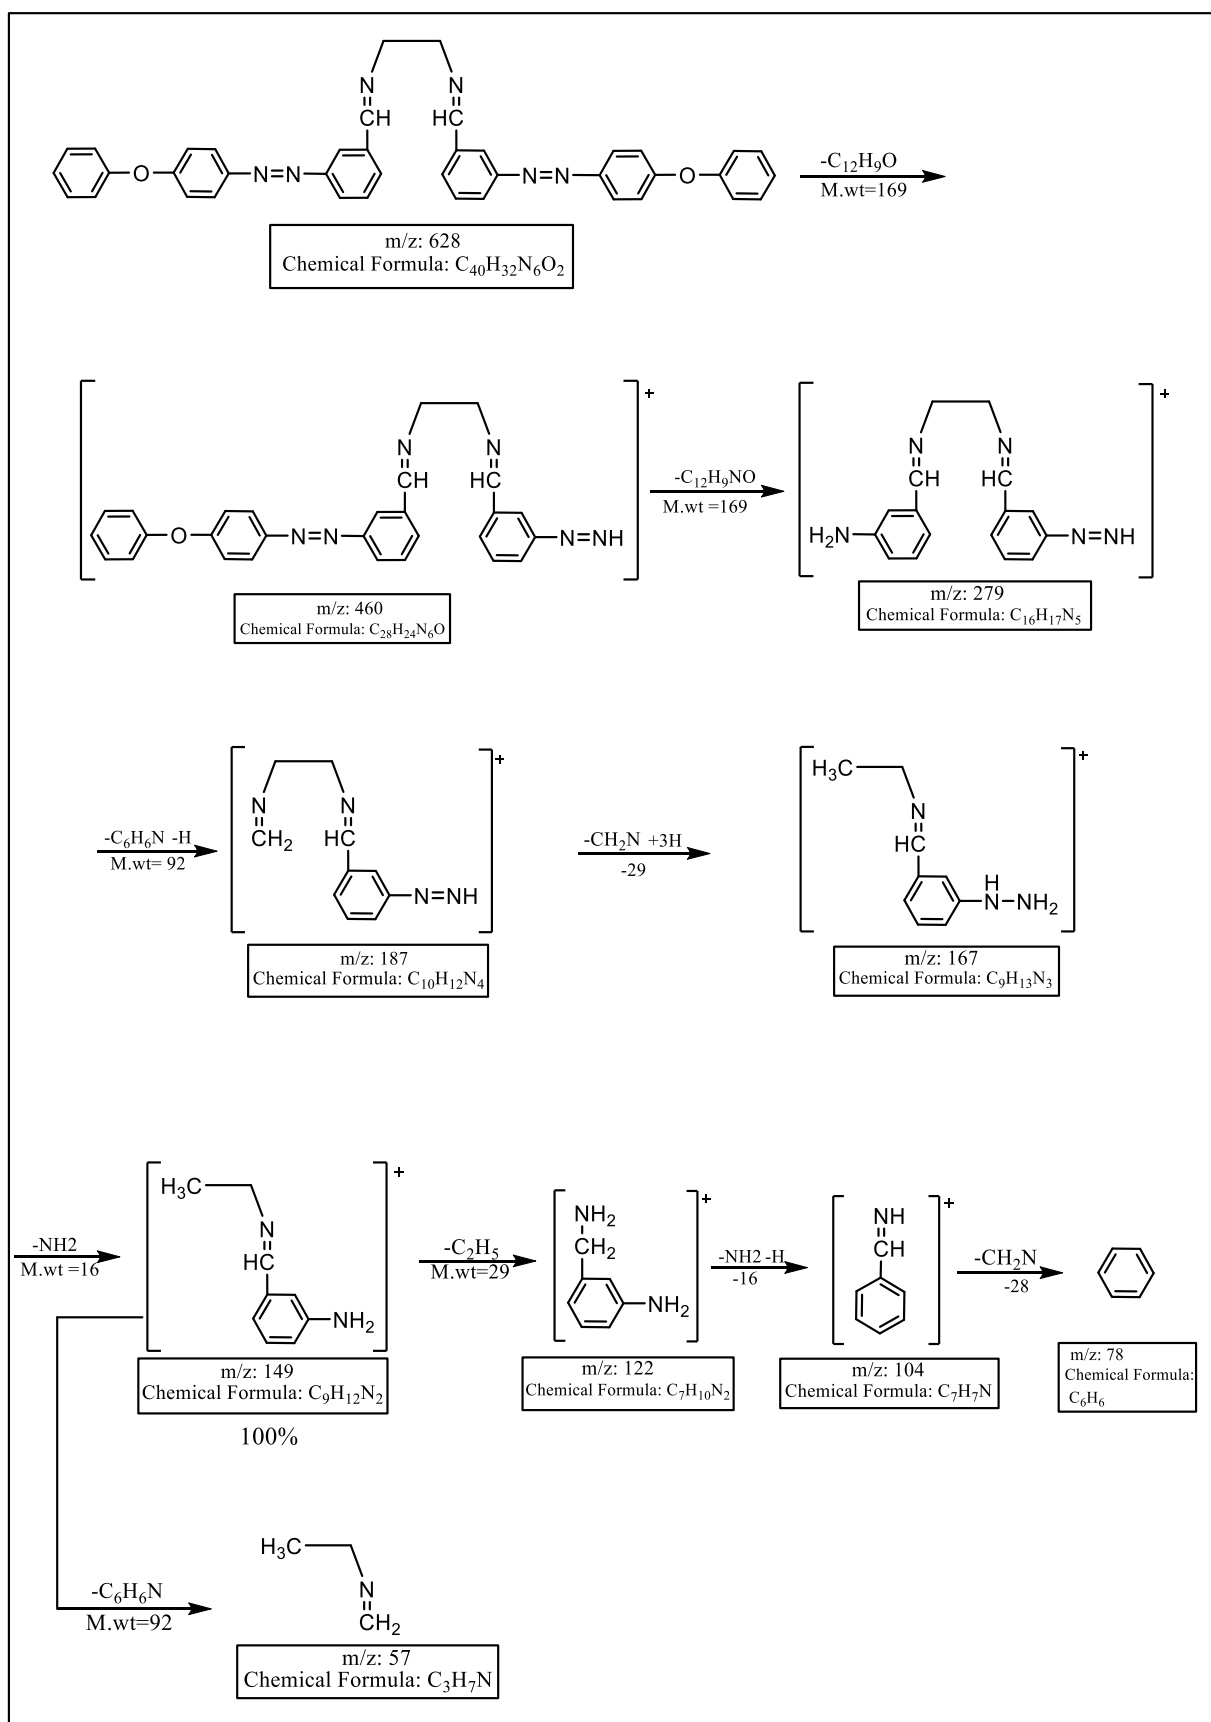 N N
CH HC
O N=N N=N O
-C12H9O
M.wt=169
m/z: 628
Chemical Formula: C40H32N6O2
+
N N
CH HC
O N=N N=NH
m/z: 460
Chemical Formula: C28H24N6O
-C12H9NO
M.wt =169
+
N N
CH HC
H2N N=NH
m/z: 279
Chemical Formula: C16H17N5
-C6H6N -H
M.wt= 92
+
N N
CH2 HC
N=NH
m/z: 187
Chemical Formula: C10H12N4
-CH2N +3H
-29
+
H3C
N
HC
H
N-NH2
m/z: 167
Chemical Formula: C9H13N3
-NH2
M.wt =16
+
H3C
N
HC
NH2
m/z: 149
Chemical Formula: C9H12N2
100%
-C2H5
M.wt=29
+
NH2
CH2
NH2
m/z: 122
Chemical Formula: C7H10N2
-NH2 -H
-16
+
NH
CH
m/z: 104
Chemical Formula: C7H7N
-CH2N
-28
m/z: 78
Chemical Formula:
C6H6
-C6H6N
M.wt=92
H3C
N
CH2
m/z: 57
Chemical Formula: C3H7N